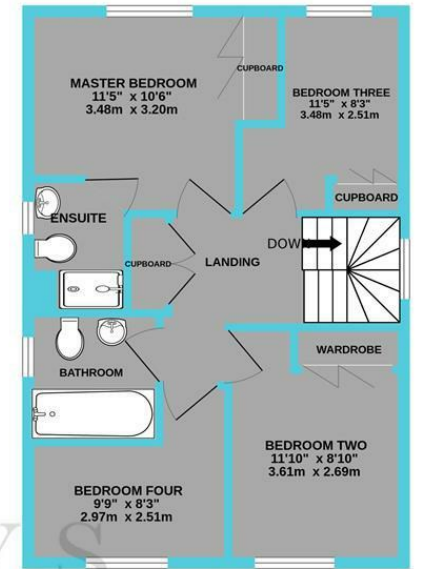 MASTER BEDROOM
11'5" x 10'6"
3.48m x 3.20m
CUPBOARD
BEDROOM THREE
11'5" x 8'3"
3.48m x 2.51m
CUPBOARD
ENSUITE
CUPBOARD
LANDING
DOWN
WARDROBE
BATHROOM
BEDROOM TWO
11'10" x 8'10"
3.61m x 2.69m
BEDROOM FOUR
9'9" x 8'3"
2.97m x 2.51m
Y S